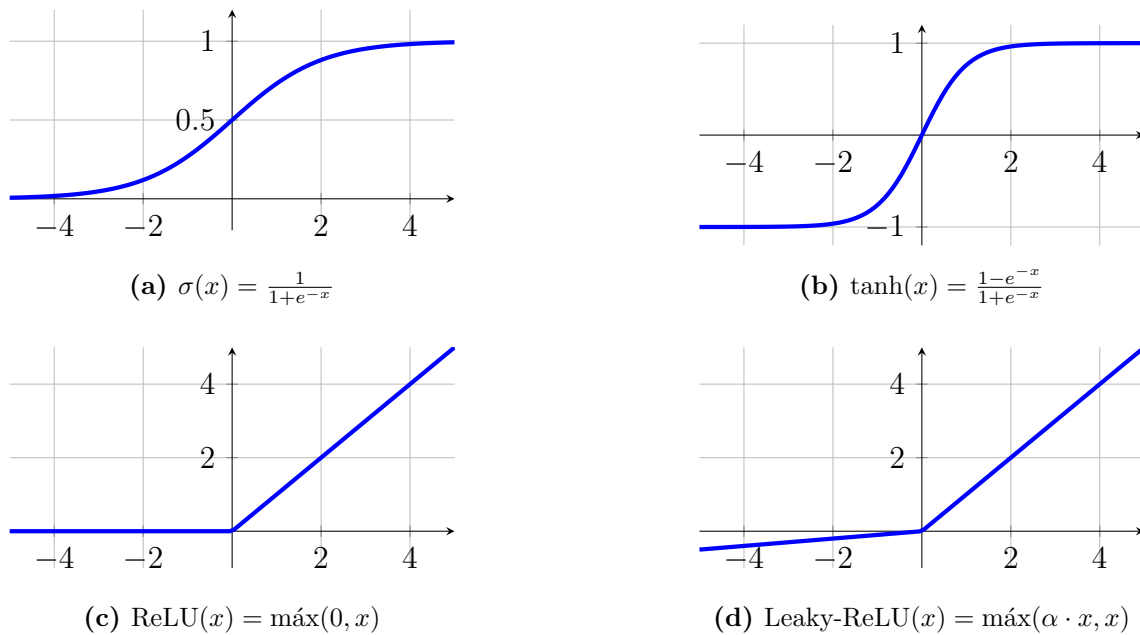 1
0.5
−4 −2 2 4
(a) σ(x) = 1/(1+e^{−x})
1
−1
−4 −2 2 4
(b) tanh(x) = (1−e^{−x})/(1+e^{−x})
4
2
−4 −2 2 4
(c) ReLU(x) = máx(0, x)
4
2
−4 −2 2 4
(d) Leaky-ReLU(x) = máx(α · x, x)